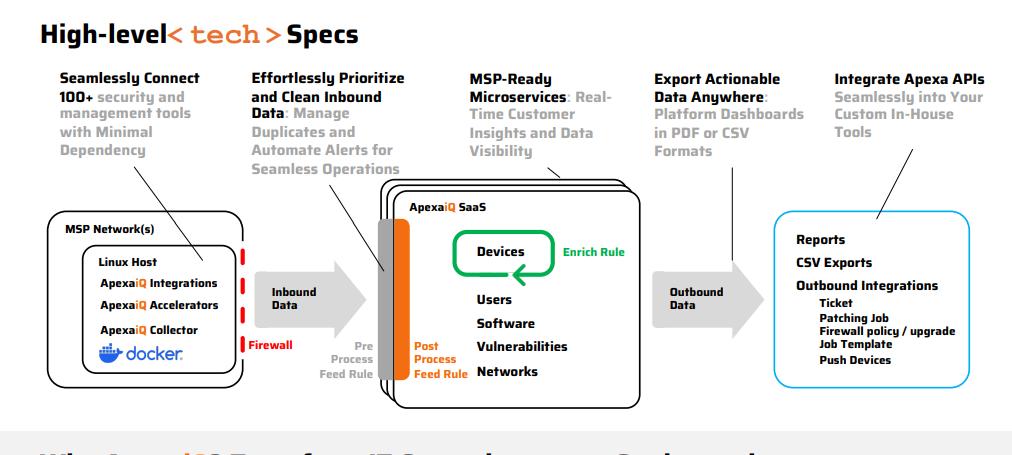 High-level< tech > Specs
Seamlessly Connect
100+ security and
management tools
with Minimal
Dependency
Effortlessly Prioritize
and Clean Inbound
Data: Manage
Duplicates and
Automate Alerts for
Seamless Operations
MSP-Ready
Microservices: Real-
Time Customer
Insights and Data
Visibility
Export Actionable
Data Anywhere:
Platform Dashboards
in PDF or CSV
Formats
Integrate Apexa APIs
Seamlessly into Your
Custom In-House
Tools
MSP Network(s)
Linux Host
ApexaiQ Integrations
ApexaiQ Accelerators
ApexaiQ Collector
docker
Firewall
Inbound
Data
Pre
Process
Feed Rule
Post
Process
Feed Rule
ApexaiQ SaaS
Devices
Enrich Rule
Users
Software
Vulnerabilities
Networks
Outbound
Data
Reports
CSV Exports
Outbound Integrations
Ticket
Patching Job
Firewall policy / upgrade
Job Template
Push Devices